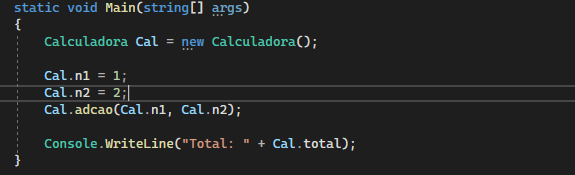 static void Main(string[] args)
{
Calculadora Cal = new Calculadora();
Cal.n1 = 1;
Cal.n2 = 2;
Cal.adcao(Cal.n1, Cal.n2);
Console.WriteLine("Total: " + Cal.total);
}